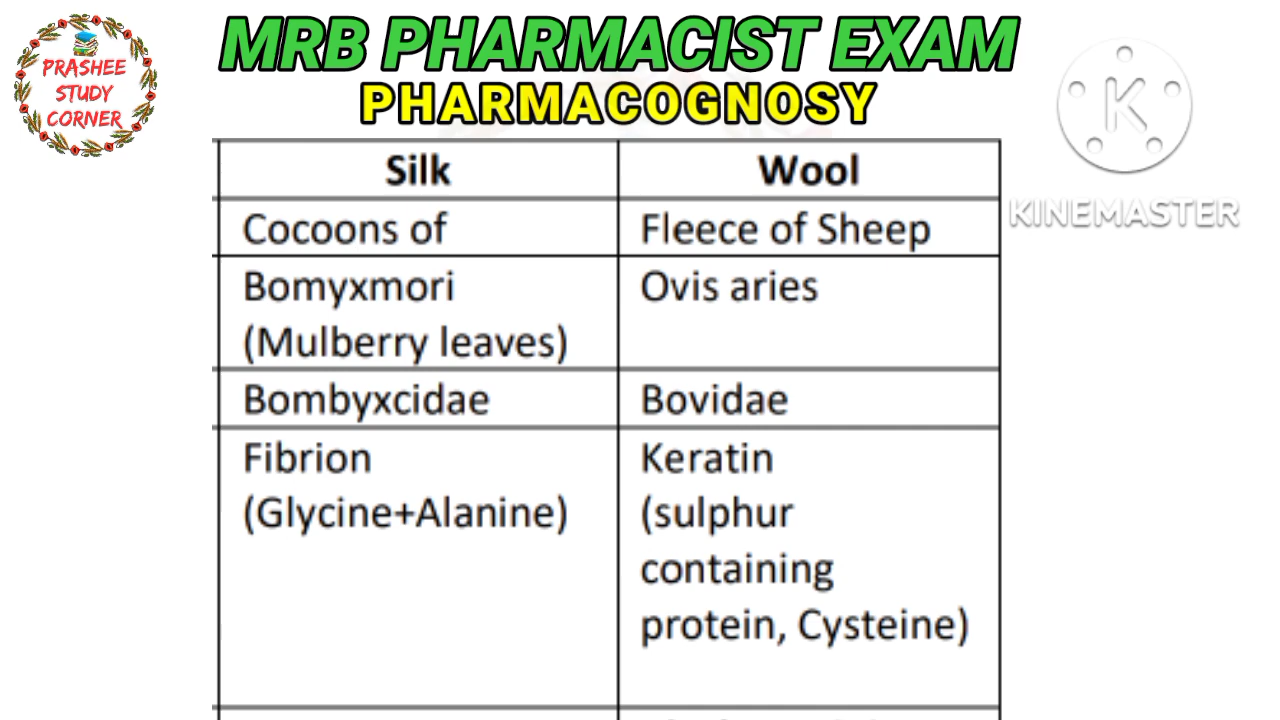 PRASHEE
STUDY
CORNER
MRB PHARMACIST EXAM
PHARMACOGNOSY
K
KINEMASTER
Silk
Wool
Cocoons of
Fleece of Sheep
Bomyxmori
(Mulberry leaves)
Ovis aries
Bombyxcidae
Bovidae
Fibrion
(Glycine+Alanine)
Keratin
(sulphur
containing
protein, Cysteine)